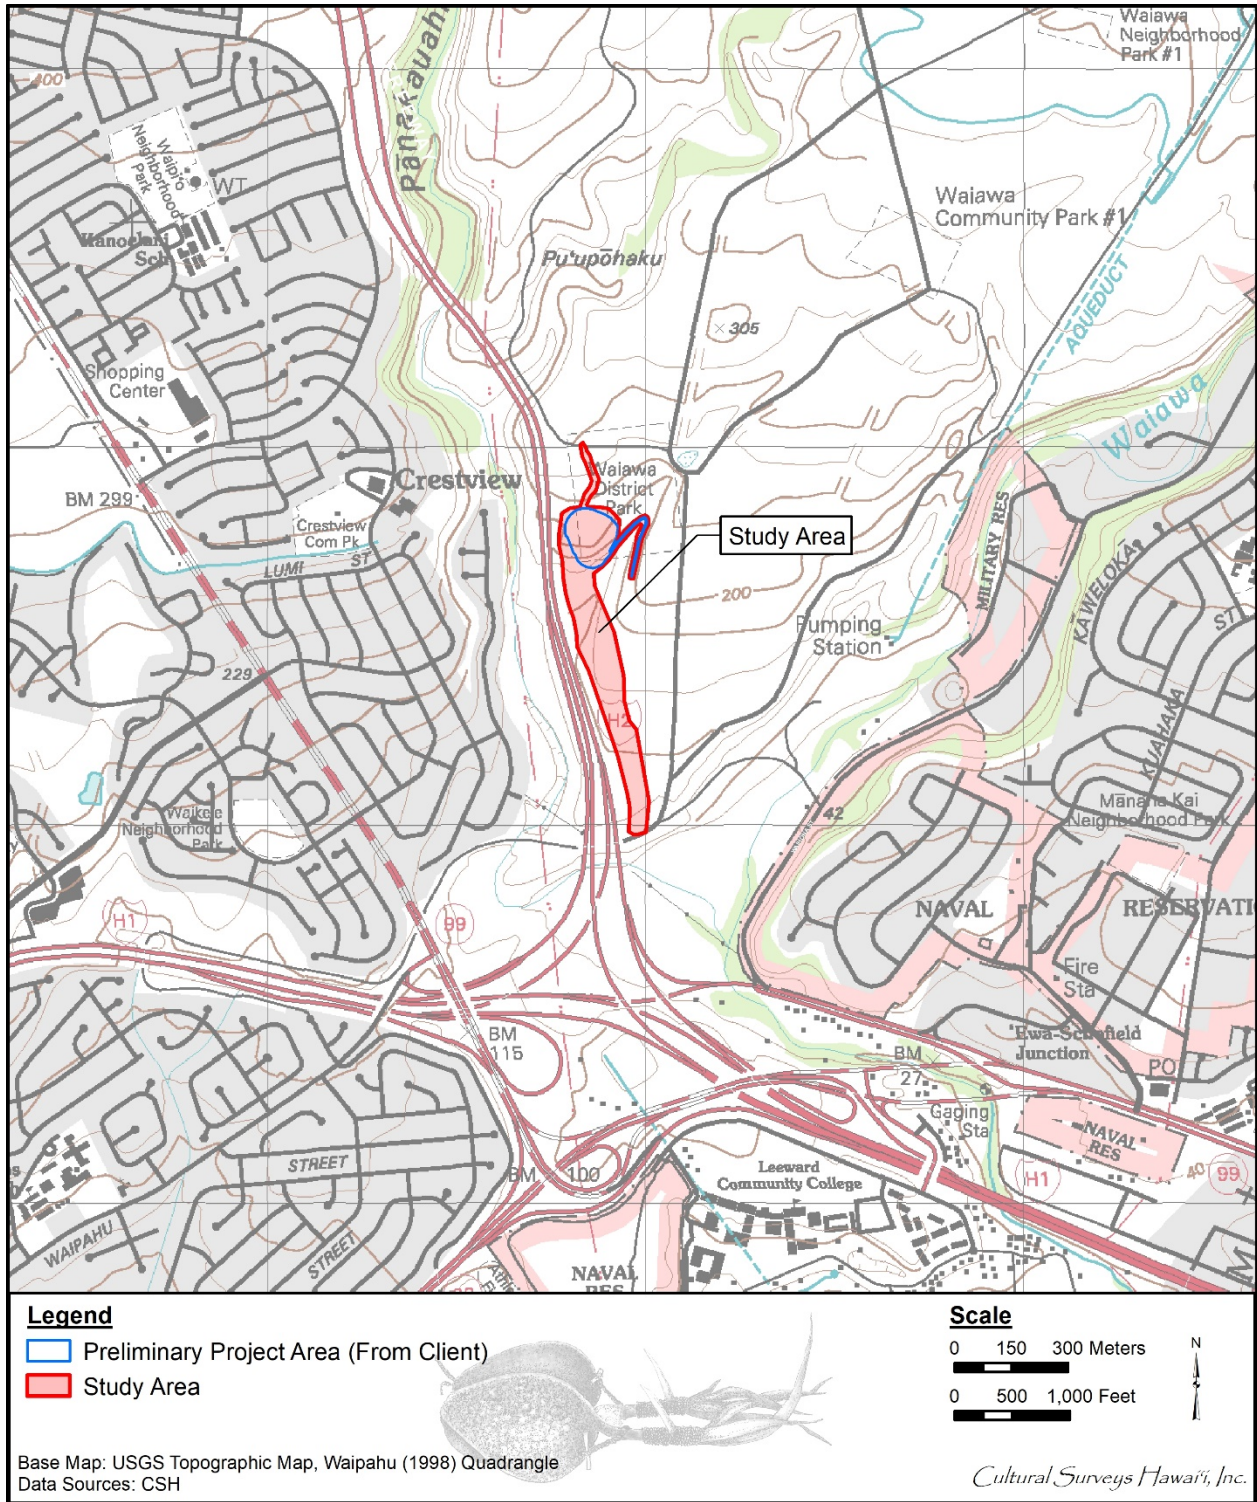 Waiawa
Neighborhood
Park #1
400
Waipi'o
Neighborhood
Park
WT
Kanoelani
Sch
Waiawa
Community Park #1
Pu'upōhaku
305
AQUEDUCT
Waiawa
Shopping
Center
BM 299
Crestview
Waiawa
District
Park
Crestview
Com Pk
LUMI ST
Study Area
200
MILITARY RES
KAWELOKĀ
ST
Pumping
Station
229
H2
KUAHAKA
42
Mānana Kai
Neighborhood Park
Waikele
Neighborhood
Park
H1
99
NAVAL
Fire
Sta
BM
115
Ewa-Schofield
Junction
PO
BM
27
Gaging
Sta
NAVAL
RES
40
99
H1
STREET
BM 100
Leeward
Community College
WAIPAHU
STREET
NAVAL
RES
Legend
Preliminary Project Area (From Client)
Study Area
Scale
0 150 300 Meters
0 500 1,000 Feet
N
Base Map: USGS Topographic Map, Waipahu (1998) Quadrangle
Data Sources: CSH
Cultural Surveys Hawai'i, Inc.